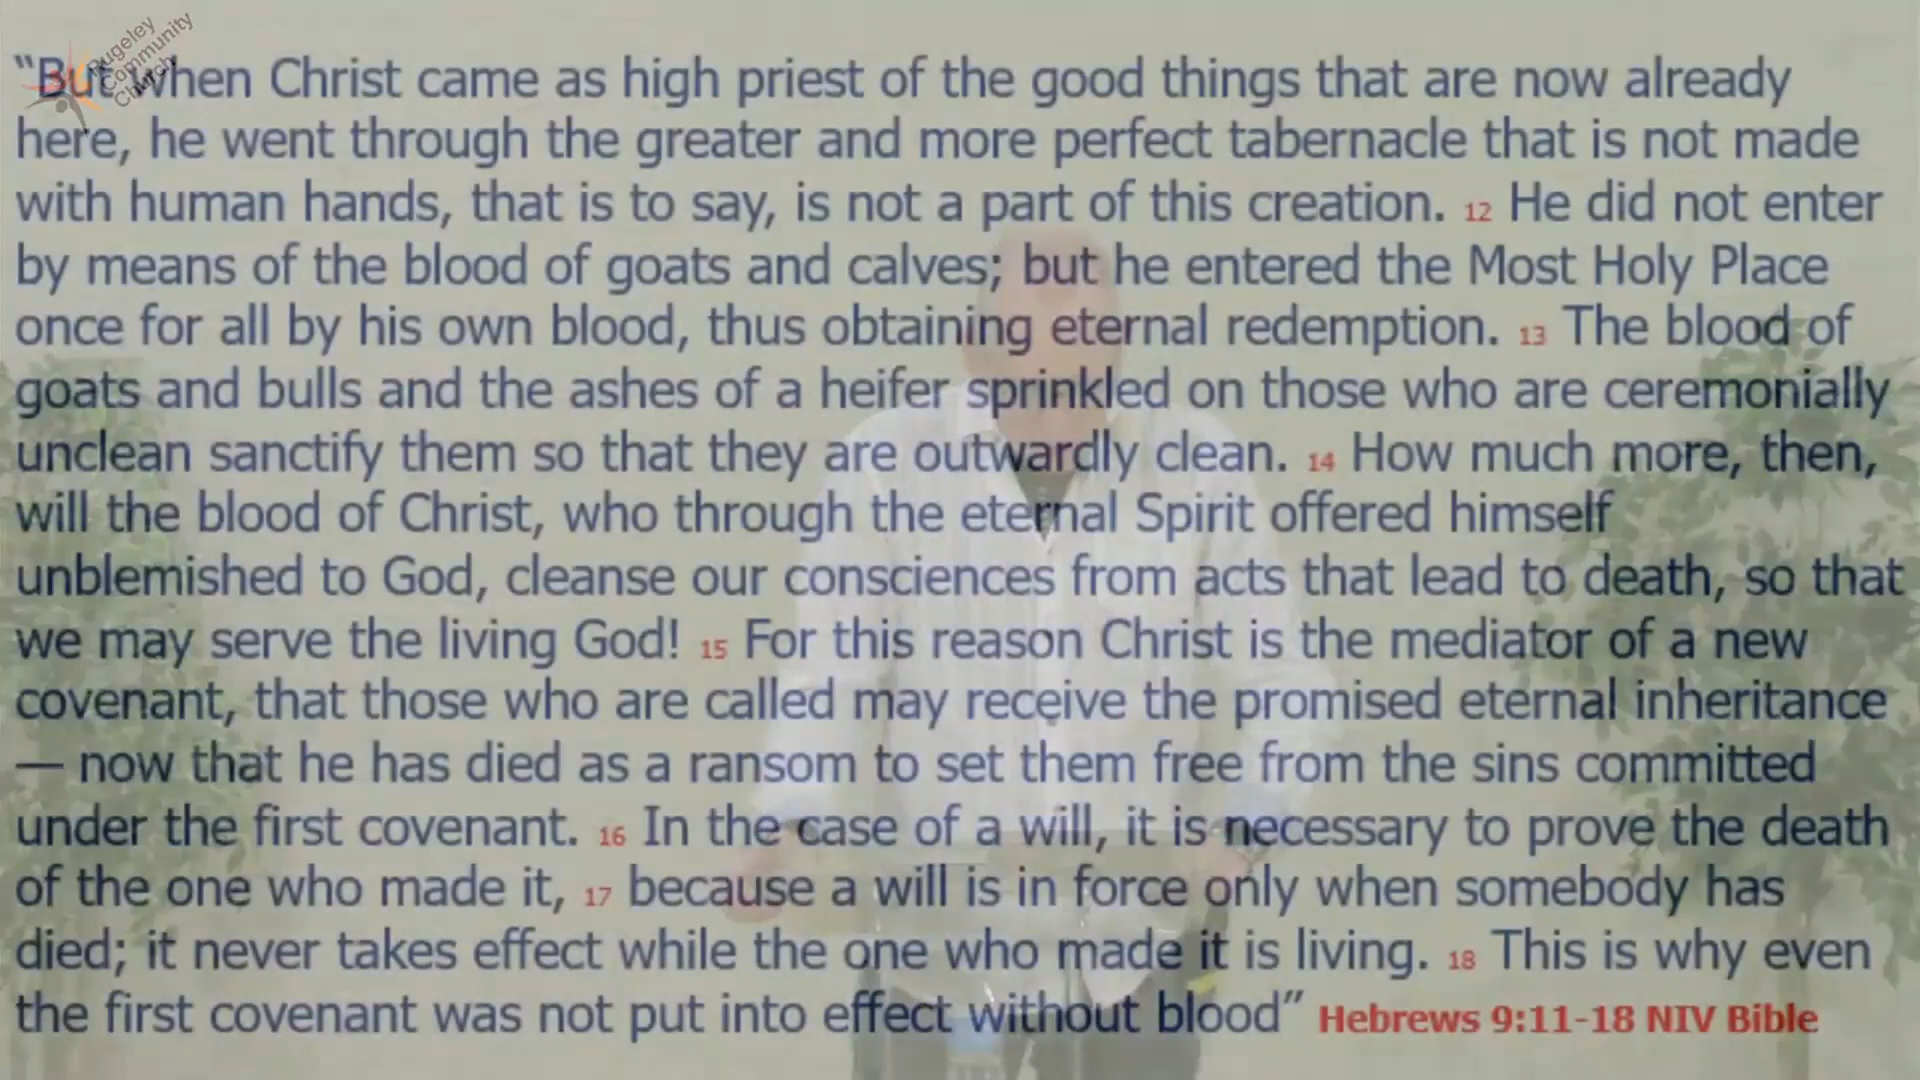 Rugeley
Community
Church
“But when Christ came as high priest of the good things that are now already
here, he went through the greater and more perfect tabernacle that is not made
with human hands, that is to say, is not a part of this creation. 12 He did not enter
by means of the blood of goats and calves; but he entered the Most Holy Place
once for all by his own blood, thus obtaining eternal redemption. 13 The blood of
goats and bulls and the ashes of a heifer sprinkled on those who are ceremonially
unclean sanctify them so that they are outwardly clean. 14 How much more, then,
will the blood of Christ, who through the eternal Spirit offered himself
unblemished to God, cleanse our consciences from acts that lead to death, so that
we may serve the living God! 15 For this reason Christ is the mediator of a new
covenant, that those who are called may receive the promised eternal inheritance
— now that he has died as a ransom to set them free from the sins committed
under the first covenant. 16 In the case of a will, it is necessary to prove the death
of the one who made it, 17 because a will is in force only when somebody has
died; it never takes effect while the one who made it is living. 18 This is why even
the first covenant was not put into effect without blood” Hebrews 9:11-18 NIV Bible